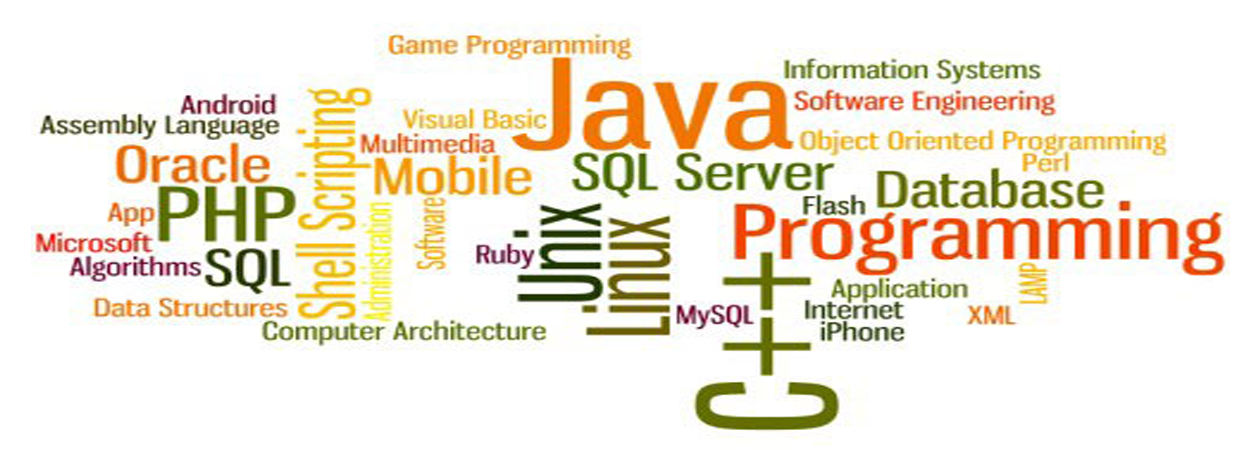 Game Programming
Java
Information Systems
Software Engineering
Android
Assembly Language
Shell Scripting
Visual Basic
Multimedia
Object Oriented Programming
Perl
Oracle
Mobile
SQL Server
Database
PHP
App
Administration
Software
Unix
Linux
Flash
Programming
Microsoft
Algorithms
SQL
Ruby
C++
LAMP
Application
Data Structures
MySQL
Internet
XML
Computer Architecture
iPhone